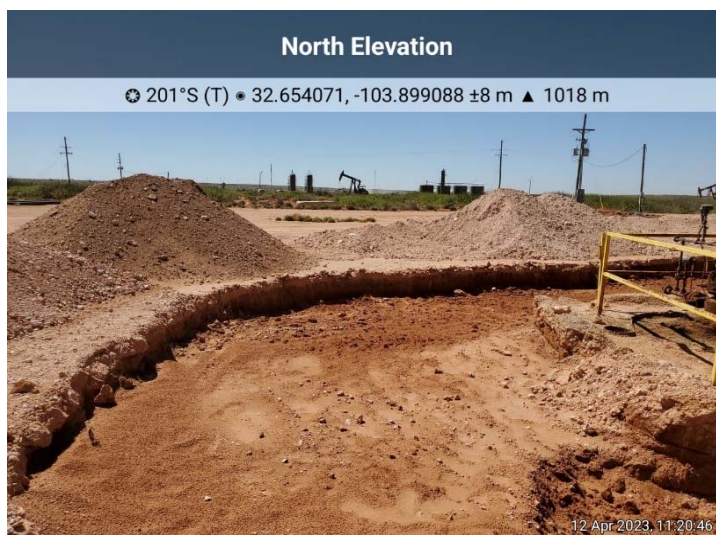 North Elevation
201°S (T) ◉ 32.654071, -103.899088 ±8 m ▲ 1018 m
12 Apr 2023, 11:20:46